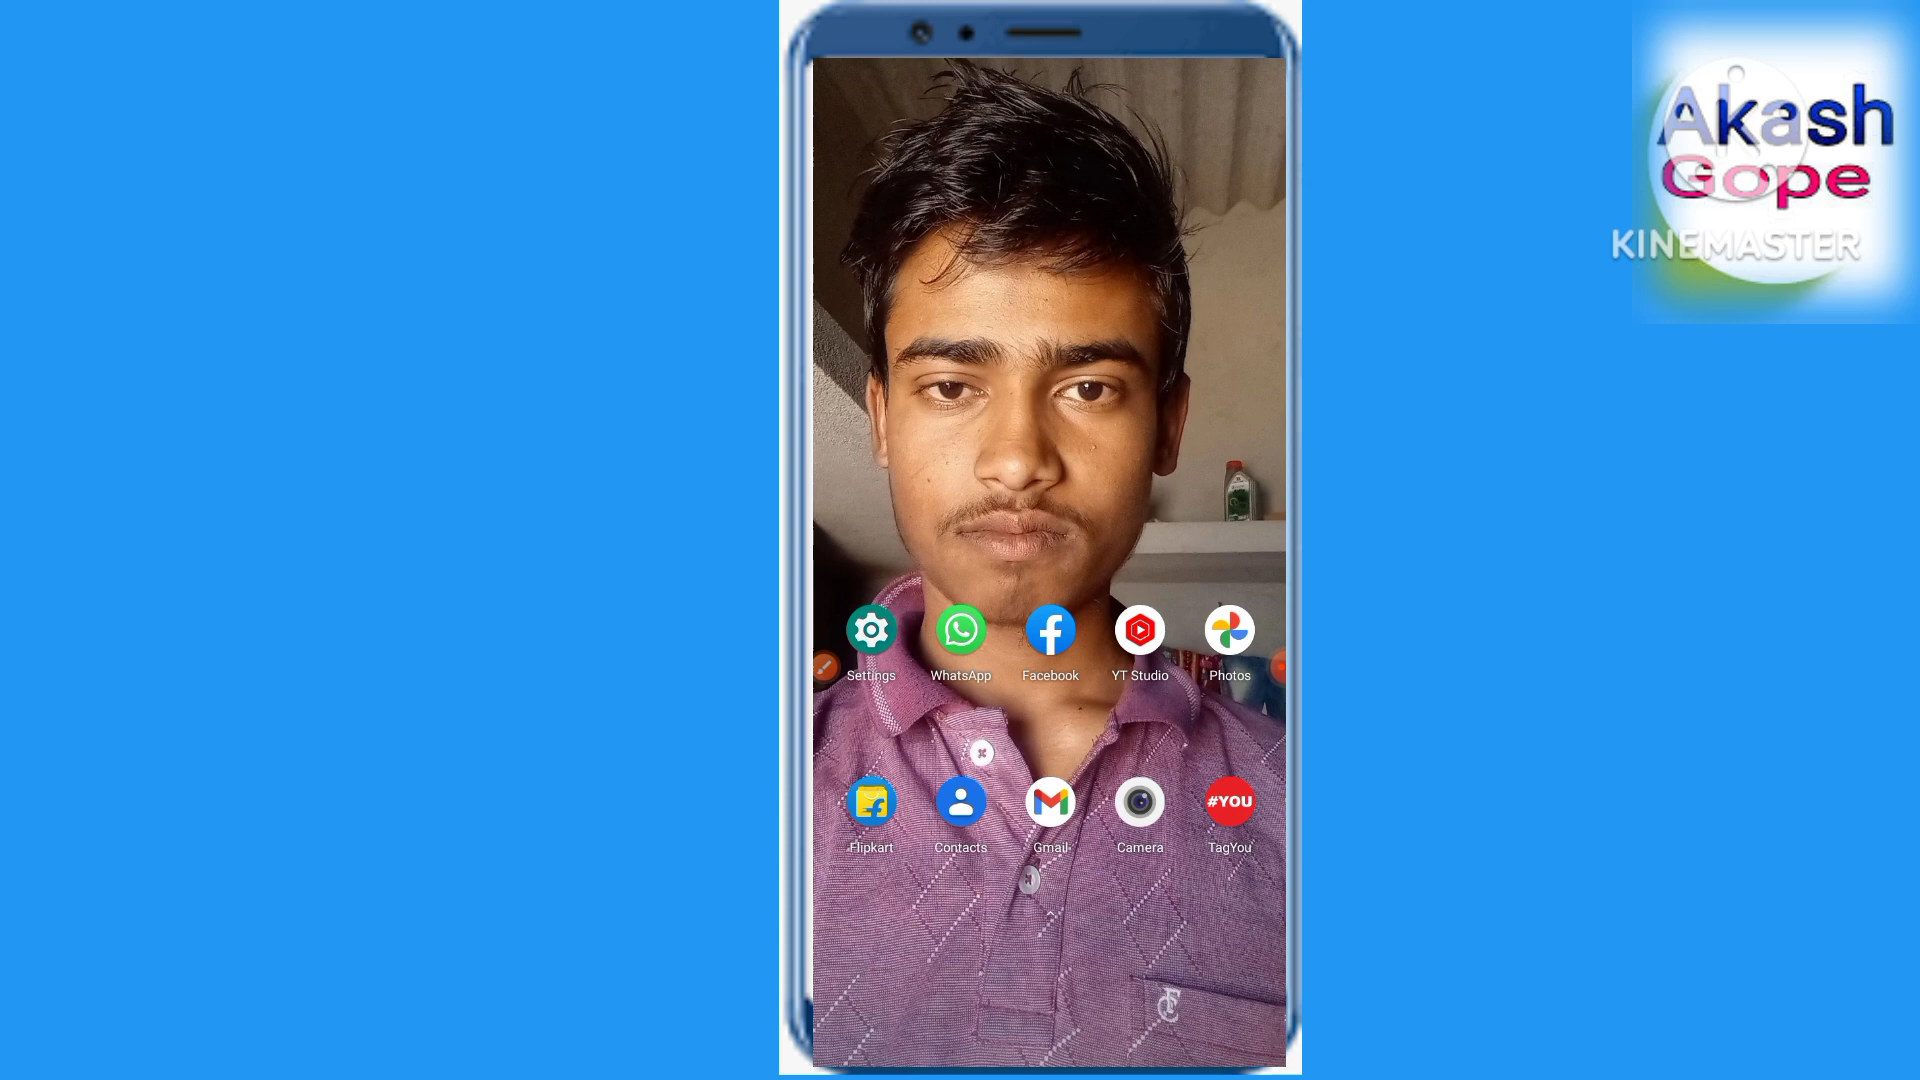 Akash
Gope
KINEMASTER
Settings
WhatsApp
Facebook
YT Studio
Photos
#YOU
Flipkart
Contacts
Gmail
Camera
TagYou